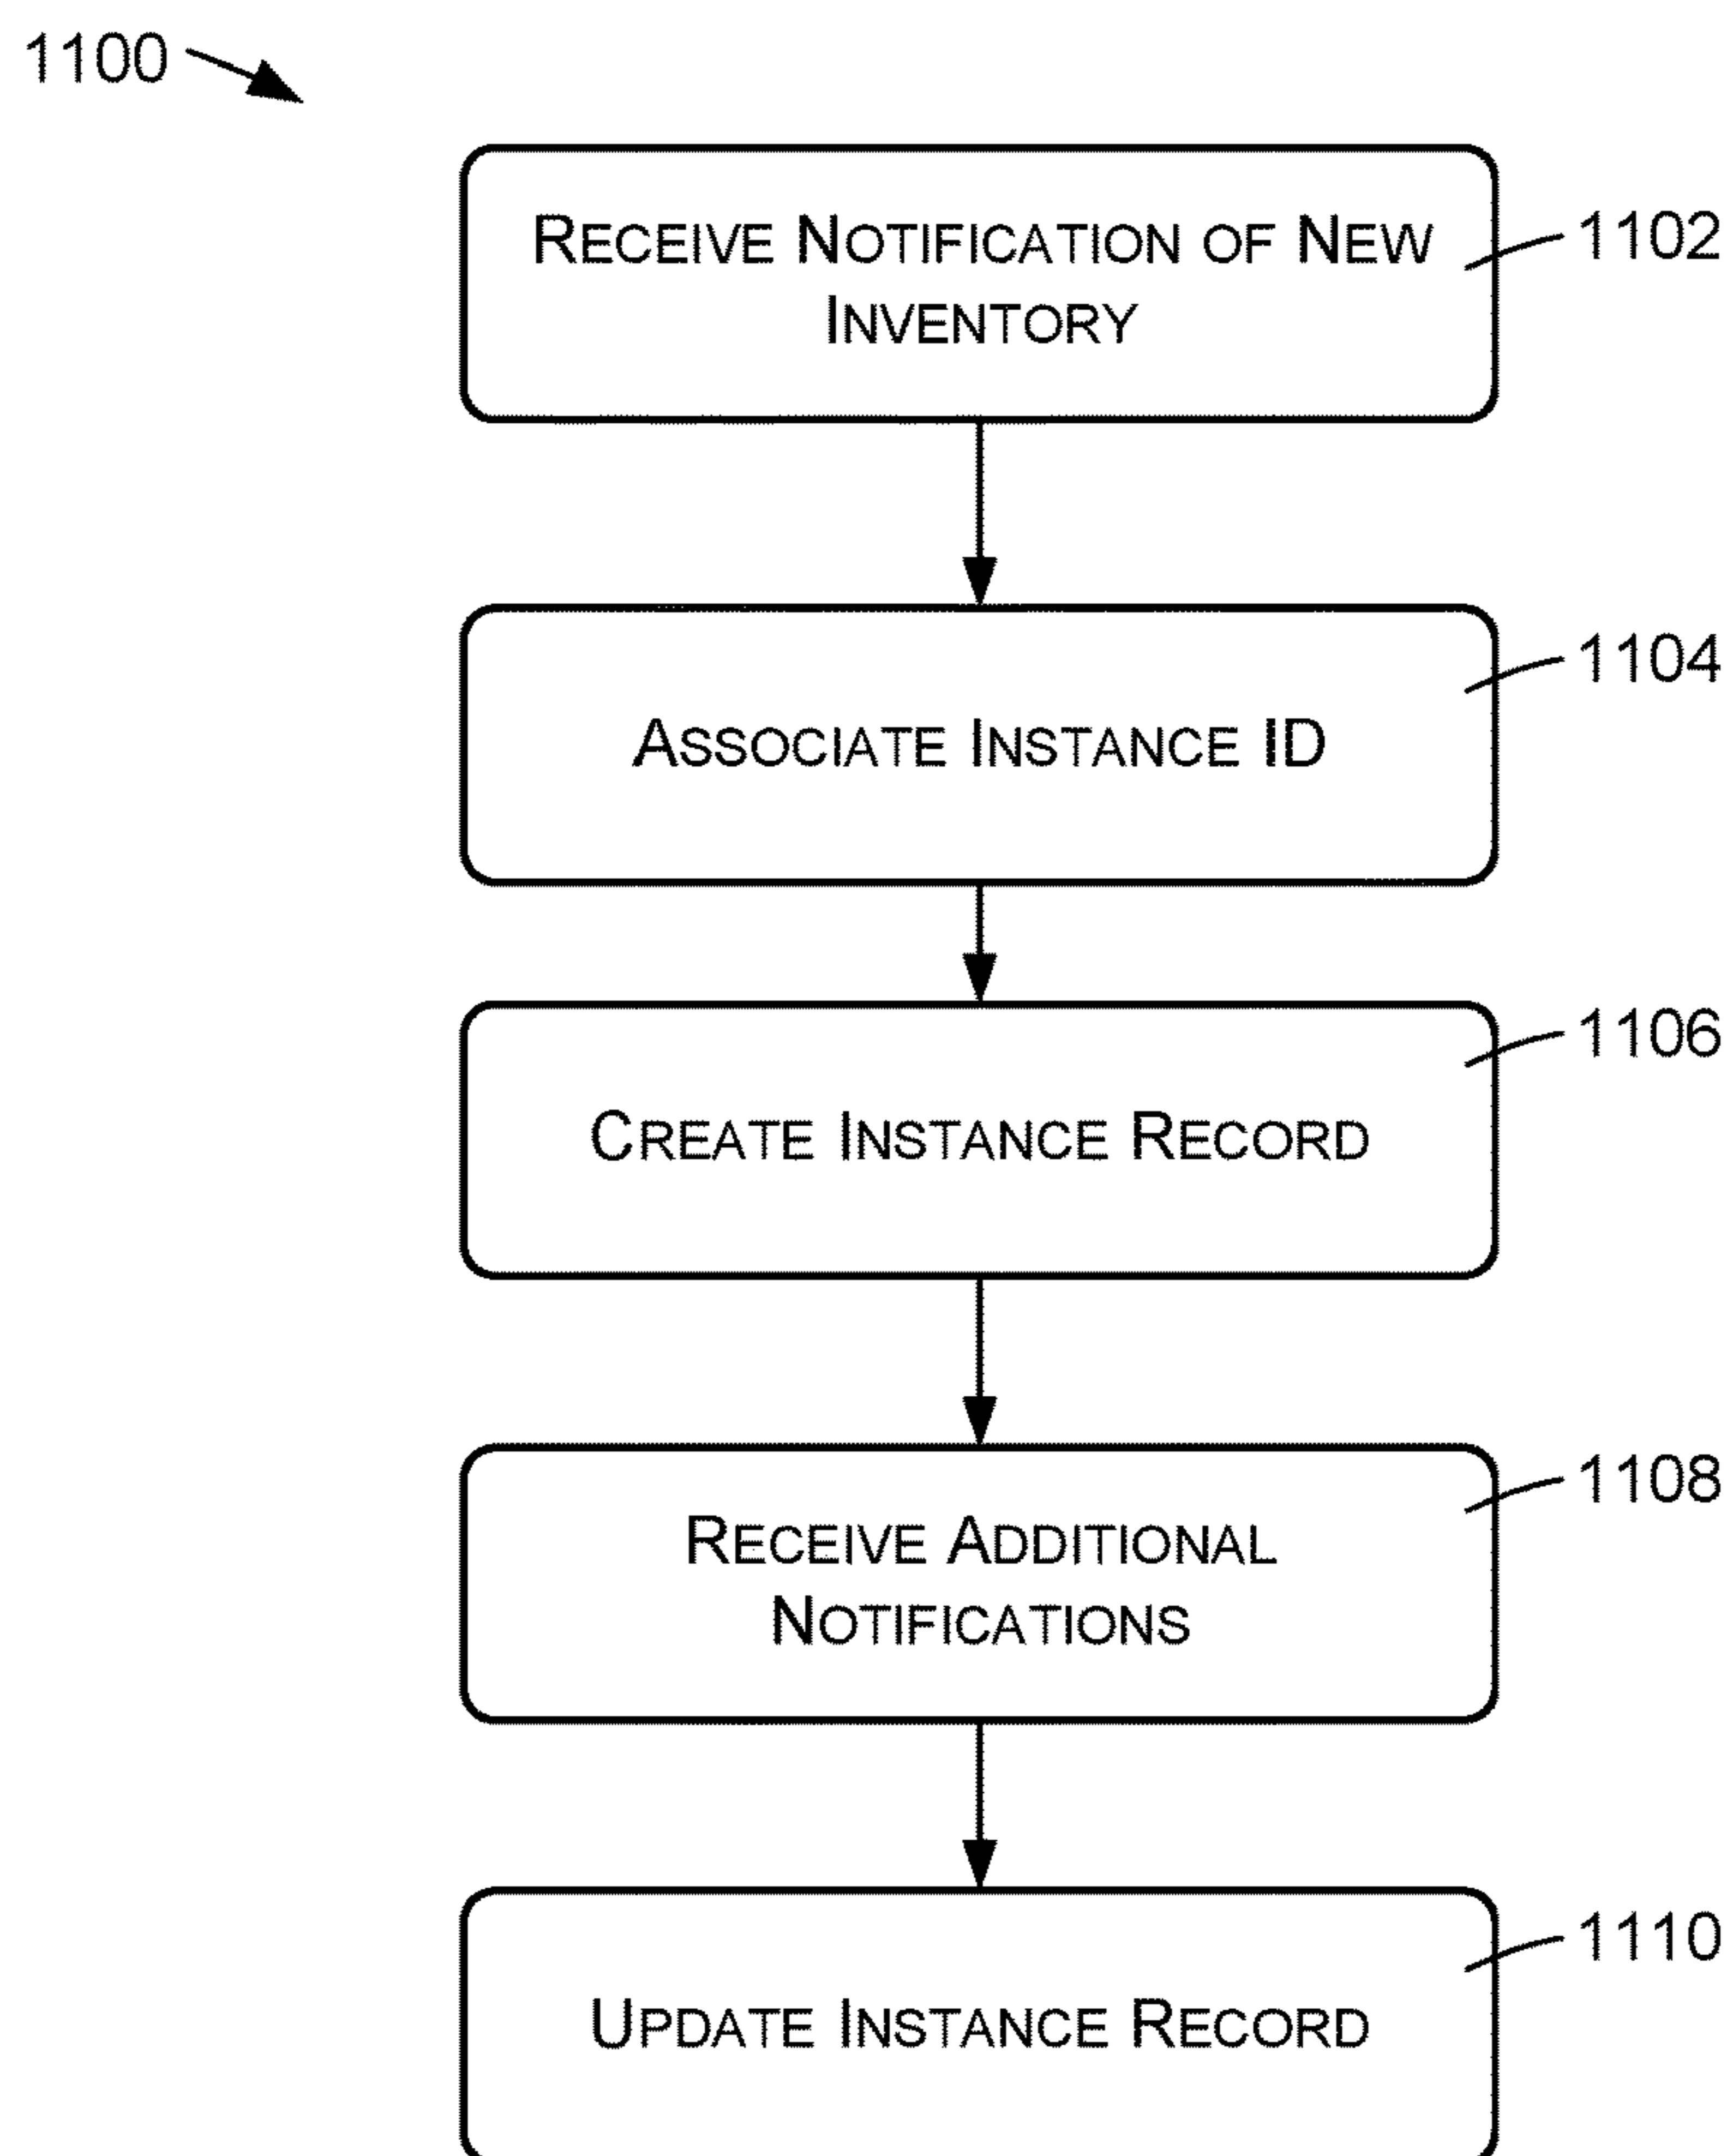 1100
RECEIVE NOTIFICATION OF NEW
INVENTORY
1102
ASSOCIATE INSTANCE ID
1104
CREATE INSTANCE RECORD
1106
RECEIVE ADDITIONAL
NOTIFICATIONS
1108
UPDATE INSTANCE RECORD
1110